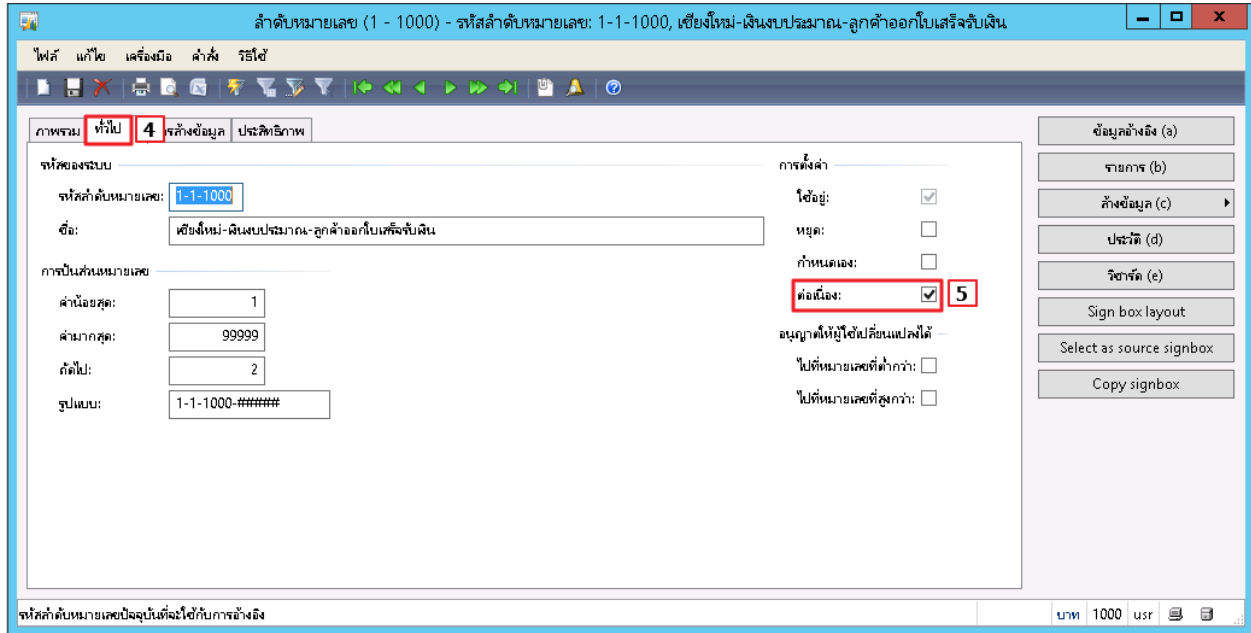 ลำดับหมายเลข (1 - 1000) - รหัสลำดับหมายเลข: 1-1-1000, เชียงใหม่-เงินงบประมาณ-ลูกค้าออกใบเสร็จรับเงิน
ไฟล์ แก้ไข เครื่องมือ คำสั่ง วิธีใช้
ภาพรวม ทั่วไป 4 รล้างข้อมูล ประสิทธิภาพ
รหัสของระบบ
รหัสลำดับหมายเลข: 1-1-1000
ชื่อ: เชียงใหม่-เงินงบประมาณ-ลูกค้าออกใบเสร็จรับเงิน
การปันส่วนหมายเลข
ค่าน้อยสุด: 1
ค่ามากสุด: 99999
ถัดไป: 2
รูปแบบ: 1-1-1000-#####
การตั้งค่า
ใช้อยู่:
หยุด:
กำหนดเอง:
ต่อเนื่อง: 5
อนุญาตให้ผู้ใช้เปลี่ยนแปลงได้
ไปที่หมายเลขที่ต่ำกว่า:
ไปที่หมายเลขที่สูงกว่า:
ข้อมูลอ้างอิง (a)
รายการ (b)
ล้างข้อมูล (c)
ประวัติ (d)
วิซาร์ด (e)
Sign box layout
Select as source signbox
Copy signbox
รหัสลำดับหมายเลขปัจจุบันที่จะใช้กับการอ้างอิง
บาท 1000 usr